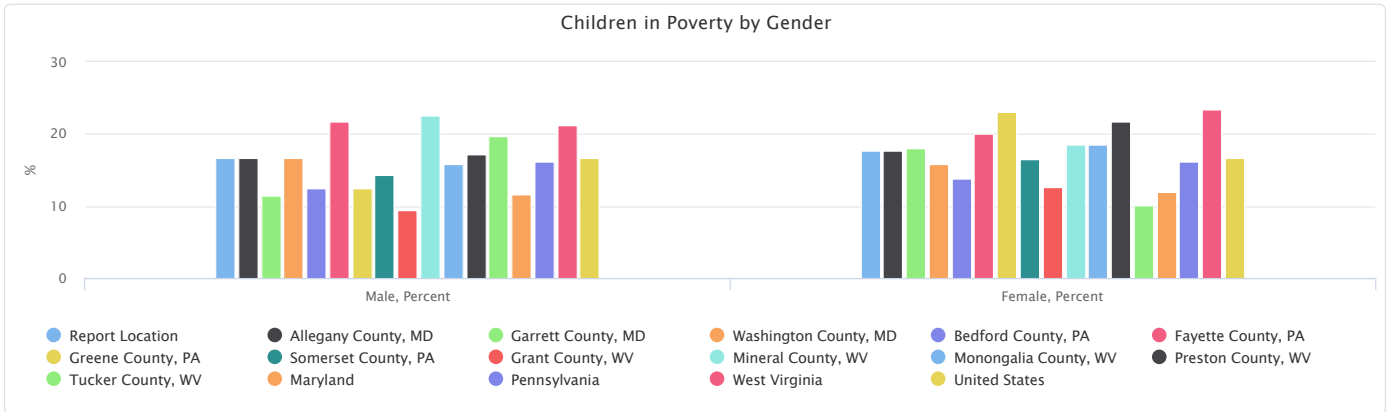 Children in Poverty by Gender
30
20
10
0
%
Male, Percent
Female, Percent
Report Location
Allegany County, MD
Garrett County, MD
Washington County, MD
Bedford County, PA
Fayette County, PA
Greene County, PA
Somerset County, PA
Grant County, WV
Mineral County, WV
Monongalia County, WV
Preston County, WV
Tucker County, WV
Maryland
Pennsylvania
West Virginia
United States